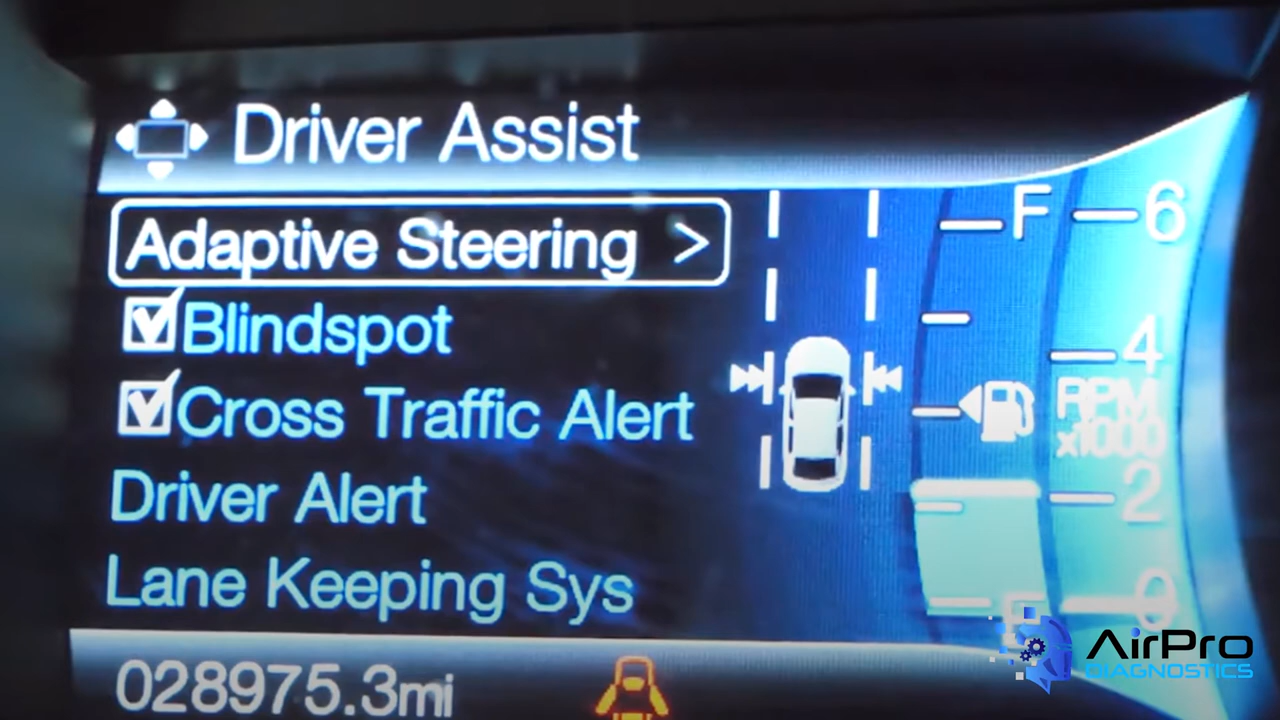 Driver Assist
Adaptive Steering >
Blindspot
Cross Traffic Alert
Driver Alert
Lane Keeping Sys
028975.3mi
F
6
4
RPM
x1000
2
0
E
AirPro
DIAGNOSTICS